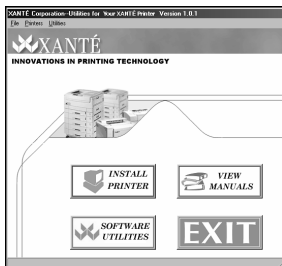 XANTÉ Corporation--Utilities for Your XANTÉ Printer Version 1.0.1
File Printers Utilities
XANTÉ
INNOVATIONS IN PRINTING TECHNOLOGY
INSTALL
PRINTER
VIEW
MANUALS
SOFTWARE
UTILITIES
EXIT